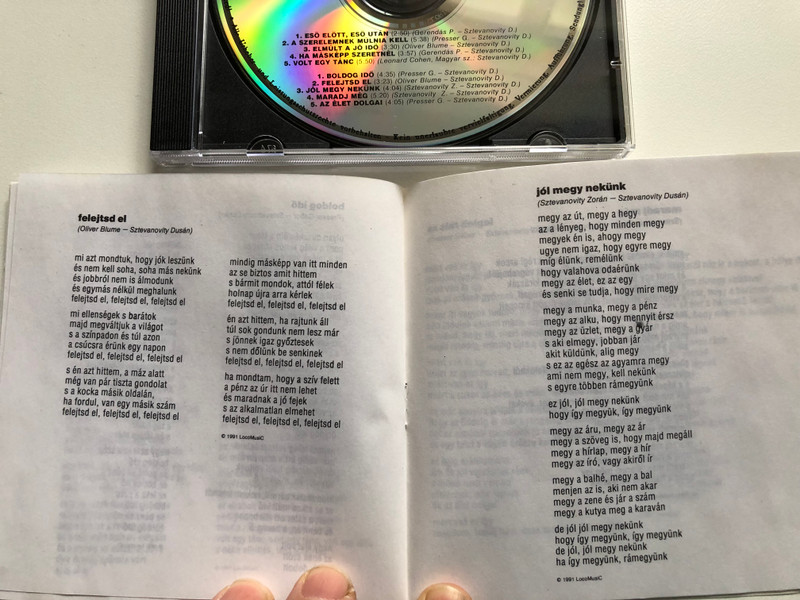 1. ESŐ ELŐTT, ESŐ UTÁN (2:50) (Gerendás P. – Sztevanovity D.)
2. A SZERELEMNEK MÚLNIA KELL (5:38) (Presser G. – Sztevanovity D.)
3. ELMÚLT A JÓ IDŐ (3:30) (Oliver Blume – Sztevanovity D.)
4. HA MÁSKÉPP SZERETNÉL (3:57) (Gerendás P. – Sztevanovity D.)
5. VOLT EGY TÁNC (5:50) (Leonard Cohen, Magyar sz.: Sztevanovity D.)
1. BOLDOG IDŐ (4:35) (Presser G. – Sztevanovity D.)
2. FELEJTSD EL (3:23) (Oliver Blume – Sztevanovity D.)
3. JÓL MEGY NEKÜNK (4:04) (Sztevanovity Z. – Sztevanovity D.)
4. MARADJ MÉG (5:20) (Sztevanovity Z. – Sztevanovity D.)
5. AZ ÉLET DOLGAI (4:05) (Presser G. – Sztevanovity D.)
felejtsd el
(Oliver Blume – Sztevanovity Dusán)
mi azt mondtuk, hogy jók leszünk
és nem kell soha, soha más nekünk
és jobbról nem is álmodunk
és egymás nélkül meghalunk
felejtsd el, felejtsd el, felejtsd el
mi ellenségek s barátok
majd megváltjuk a világot
s a színpadon és túl azon
a csúcsra érünk egy napon
felejtsd el, felejtsd el, felejtsd el
s én azt hittem, a máz alatt
még van pár tiszta gondolat
s a kocka másik oldalán,
ha fordul, van egy másik szám
felejtsd el, felejtsd el, felejtsd el
mindig másképp van itt minden
az se biztos amit hittem
s bármit mondok, attól félek
holnap újra arra kérlek
felejtsd el, felejtsd el, felejtsd el
én azt hittem, ha rajtunk áll
túl sok gondunk nem lesz már
s jönnek igaz győztesek
s nem dőlünk be senkinek
felejtsd el, felejtsd el, felejtsd el
ha mondtam, hogy a szív felett
a pénz az úr itt nem lehet
és maradnak a jó fejek
s az alkalmatlan elmehet
felejtsd el, felejtsd el, felejtsd el
© 1991 LocoMusiC
jól megy nekünk
(Sztevanovity Zorán – Sztevanovity Dusán)
megy az út, megy a hegy
az a lényeg, hogy minden megy
megyek én is, ahogy megy
ugye nem igaz, hogy egyre megy
míg élünk, remélünk
hogy valahova odaérünk
megy az élet, ez az egy
és senki se tudja, hogy mire megy
megy a munka, megy a pénz
megy az alku, hogy mennyit érsz
megy az üzlet, megy a gyár
s aki elmegy, jobban jár
akit küldünk, alig megy
s ez az egész az agyamra megy
ami nem megy, kell nekünk
s egyre többen rámegyünk
ez jól, jól megy nekünk
hogy így megyük, így megyünk
megy az áru, megy az ár
megy a szöveg is, hogy majd megáll
megy a hírlap, megy a hír
megy az író, vagy akiről ír
megy a balhé, megy a bal
menjen az is, aki nem akar
megy a zene és jár a szám
megy a kutya meg a karaván
de jól jól megy nekünk
hogy így megyünk, így megyünk
de jól, jól megy nekünk
ha így megyünk, rámegyünk
© 1991 LocoMusiC